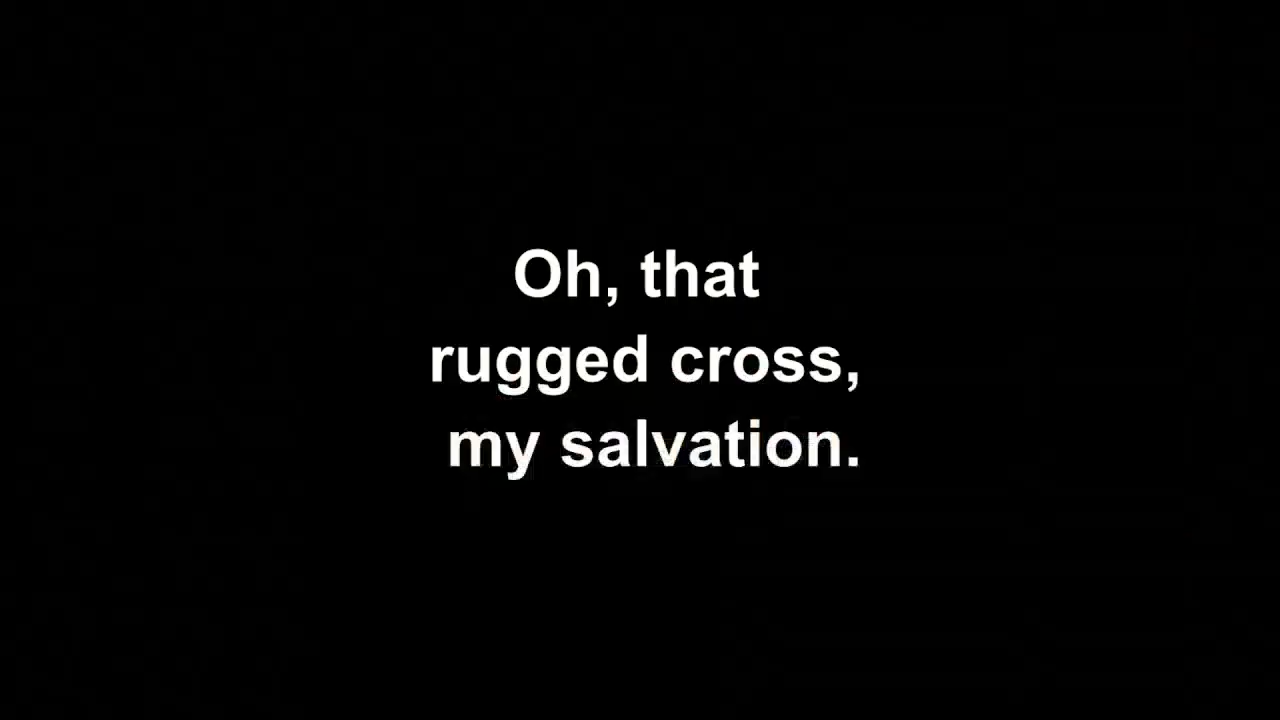 Oh, that
rugged cross,
my salvation.